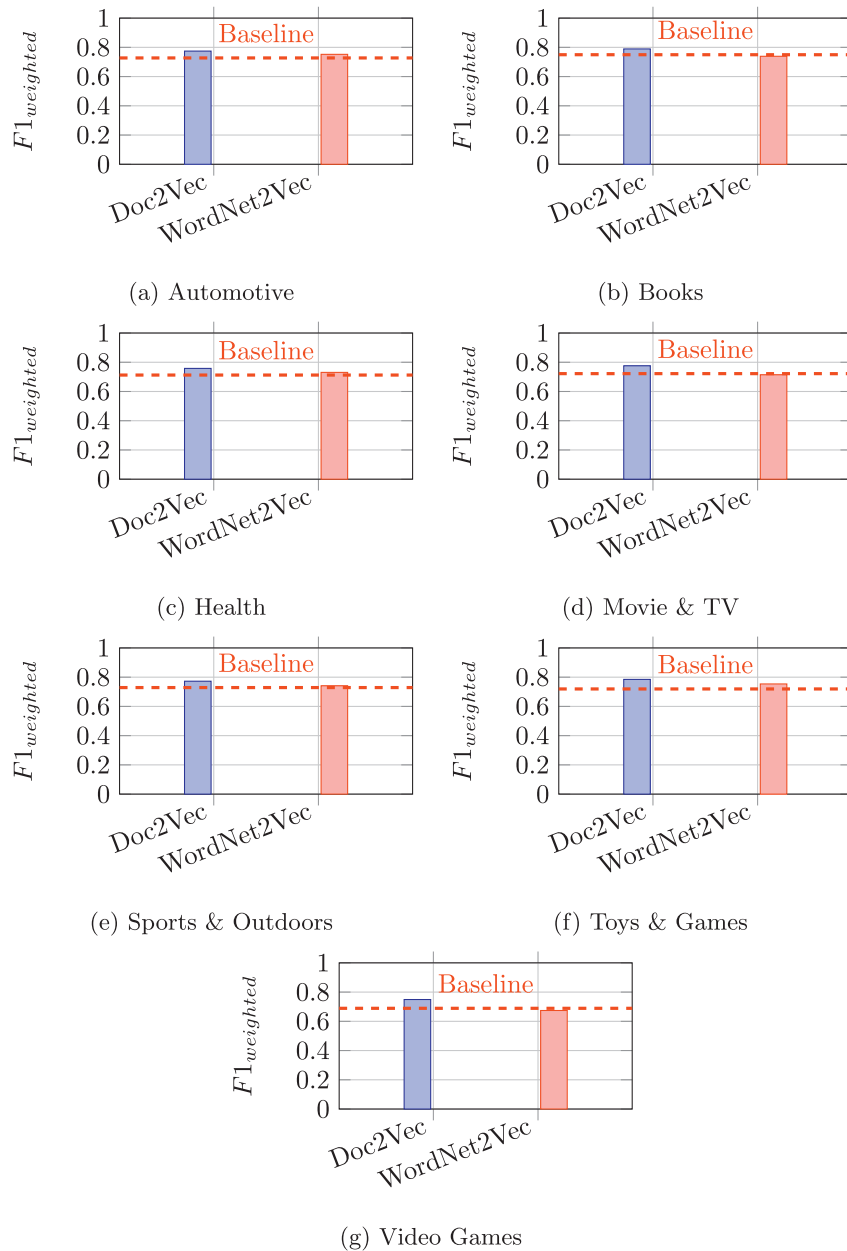 1
0.8
0.6
0.4
0.2
0
F1weighted
Baseline
Doc2Vec
WordNet2Vec
(a) Automotive
1
0.8
0.6
0.4
0.2
0
F1weighted
Baseline
Doc2Vec
WordNet2Vec
(b) Books
1
0.8
0.6
0.4
0.2
0
F1weighted
Baseline
Doc2Vec
WordNet2Vec
(c) Health
1
0.8
0.6
0.4
0.2
0
F1weighted
Baseline
Doc2Vec
WordNet2Vec
(d) Movie & TV
1
0.8
0.6
0.4
0.2
0
F1weighted
Baseline
Doc2Vec
WordNet2Vec
(e) Sports & Outdoors
1
0.8
0.6
0.4
0.2
0
F1weighted
Baseline
Doc2Vec
WordNet2Vec
(f) Toys & Games
1
0.8
0.6
0.4
0.2
0
F1weighted
Baseline
Doc2Vec
WordNet2Vec
(g) Video Games